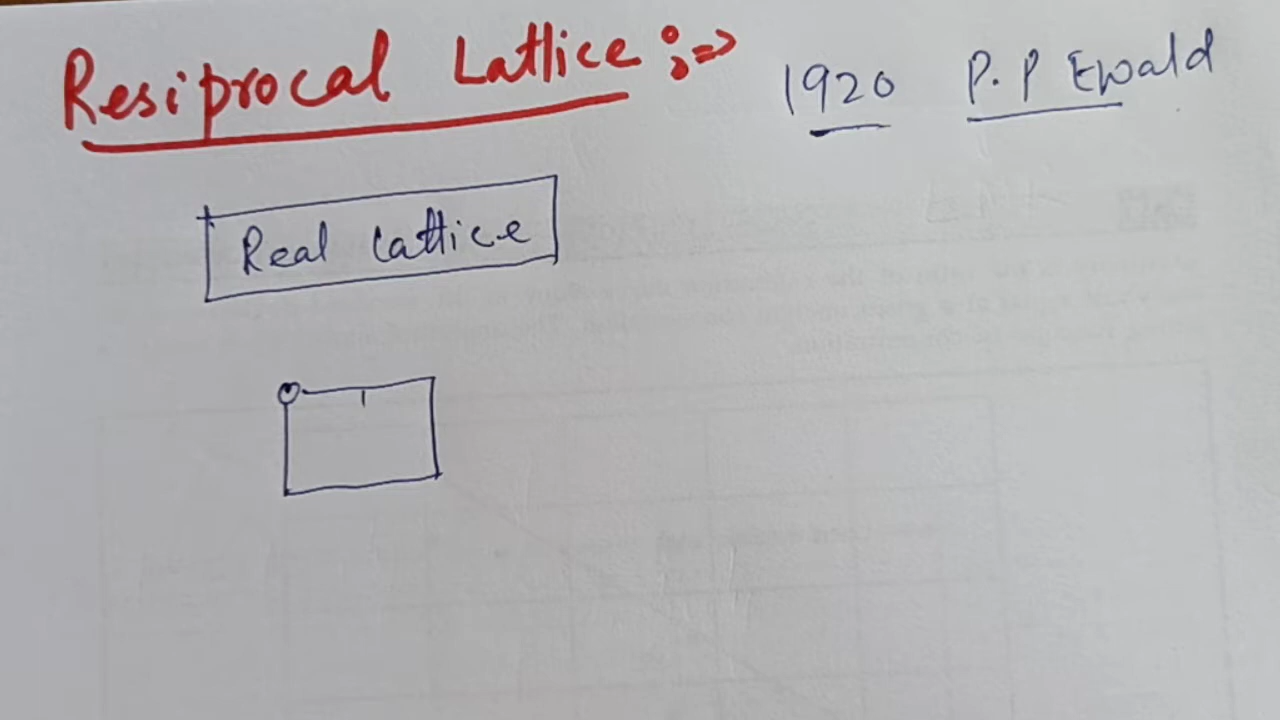 Resiprocal Lattice :⇒ 1920 P.P Ewald
Real Lattice